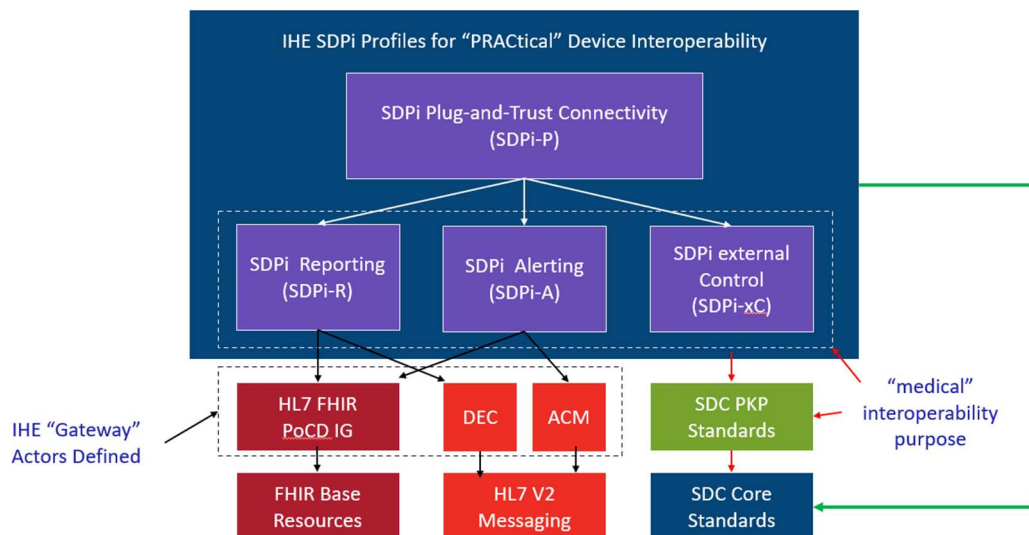 IHE SDPi Profiles for “PRACtical” Device Interoperability
SDPi Plug-and-Trust Connectivity
(SDPi-P)
SDPi Reporting
(SDPi-R)
SDPi Alerting
(SDPi-A)
SDPi external
Control
(SDPi-xC)
IHE “Gateway”
Actors Defined
HL7 FHIR
PoCD IG
DEC
ACM
SDC PKP
Standards
“medical”
interoperability
purpose
FHIR Base
Resources
HL7 V2
Messaging
SDC Core
Standards